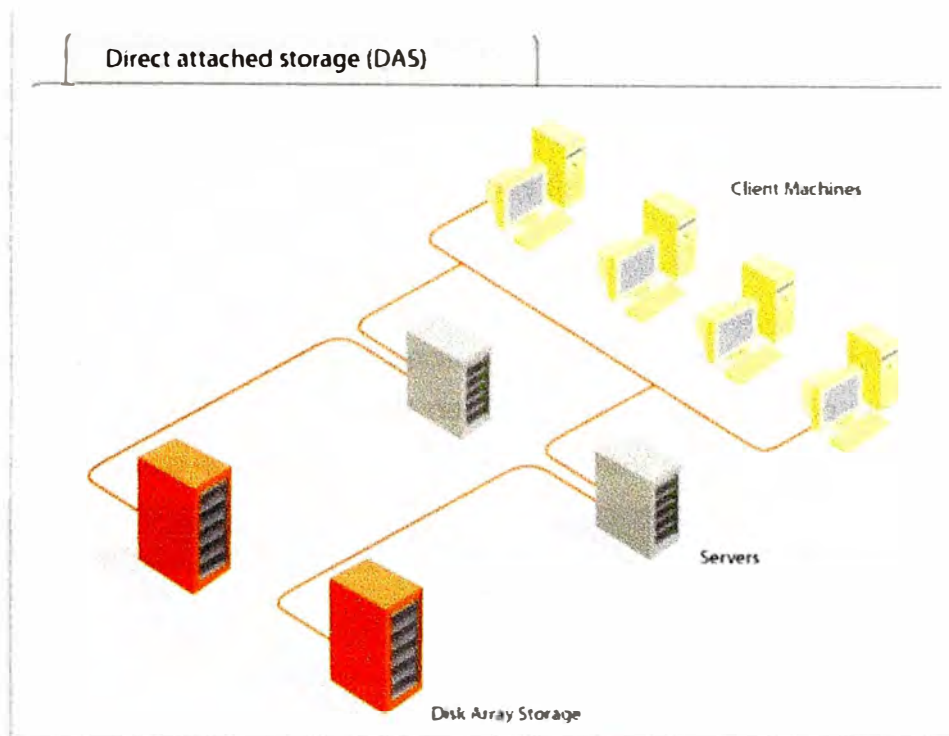 Direct attached storage (DAS)
Client Machines
Servers
Disk Array Storage